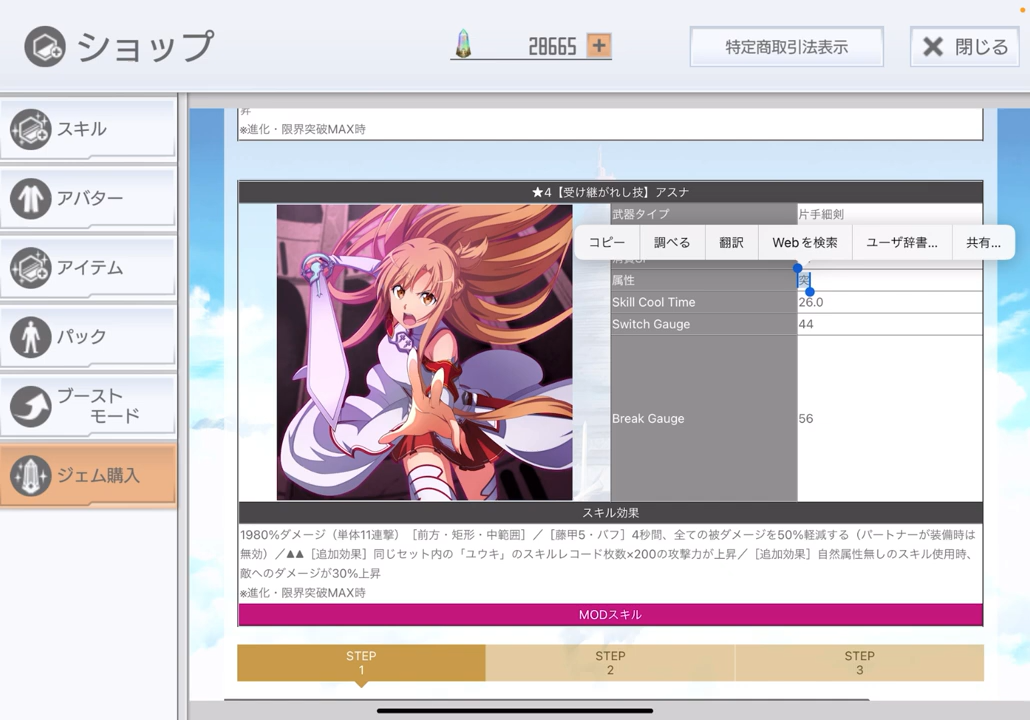 ショップ
28665
特定商取引法表示
閉じる
スキル
アバター
アイテム
パック
ブースト
モード
ジェム購入
昇
※進化・限界突破MAX時
★4【受け継がれし技】アスナ
武器タイプ
片手細剣
コピー
調べる
翻訳
Webを検索
ユーザ辞書...
共有...
属性
突
Skill Cool Time
26.0
Switch Gauge
44
Break Gauge
56
スキル効果
1980%ダメージ（単体11連撃）［前方・矩形・中範囲］／［藤甲5・バフ］4秒間、全ての被ダメージを50%軽減する（パートナーが装備時は
無効）／▲▲［追加効果］同じセット内の「ユウキ」のスキルレコード枚数×200の攻撃力が上昇／［追加効果］自然属性無しのスキル使用時、
敵へのダメージが30%上昇
※進化・限界突破MAX時
MODスキル
STEP
1
STEP
2
STEP
3